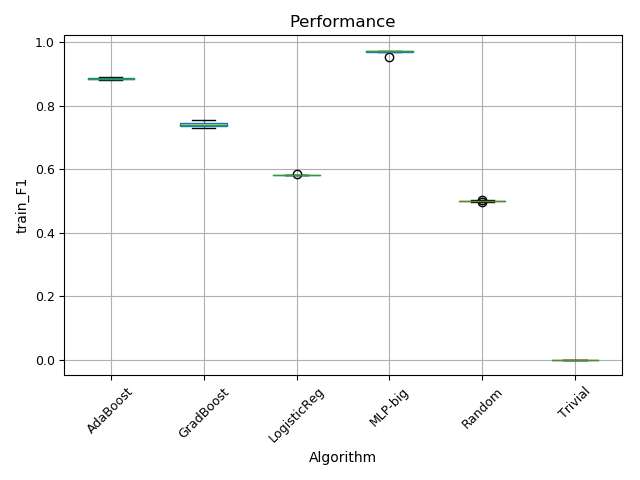 Performance
1.0
0.8
0.6
0.4
0.2
0.0
train_F1
AdaBoost
GradBoost
LogisticReg
MLP-big
Random
Trivial
Algorithm